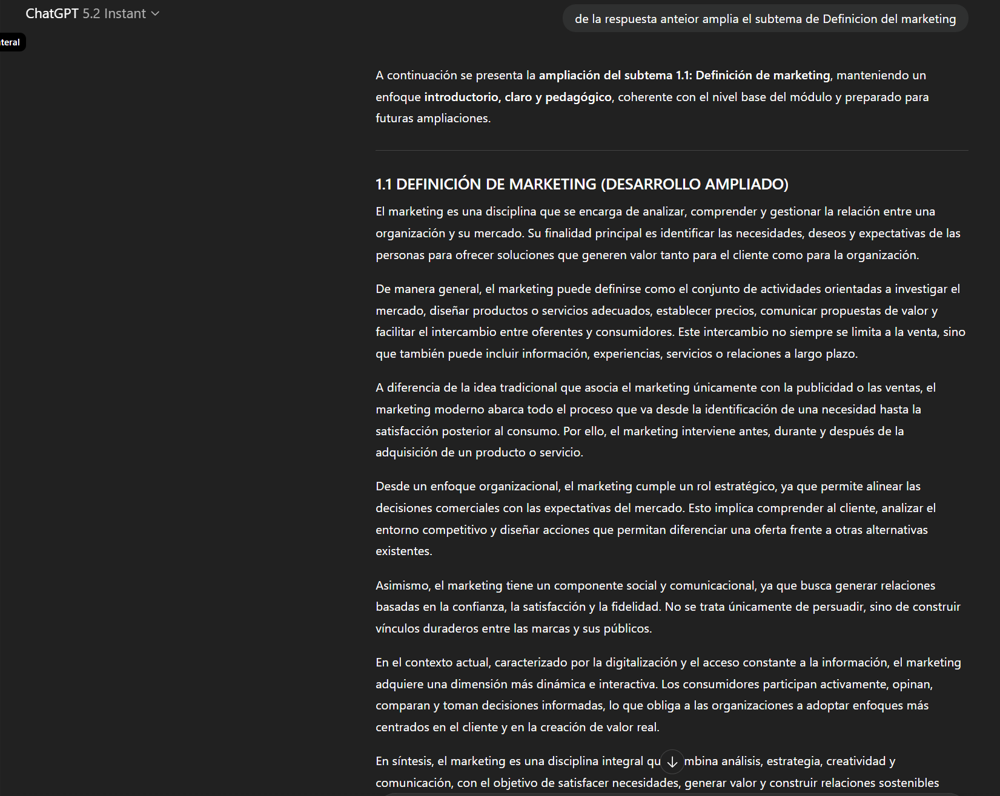 ChatGPT 5.2 Instant
de la respuesta anteior amplia el subtema de Definicion del marketing
teral
A continuación se presenta la ampliación del subtema 1.1: Definición de marketing, manteniendo un
enfoque introductorio, claro y pedagógico, coherente con el nivel base del módulo y preparado para
futuras ampliaciones.
1.1 DEFINICIÓN DE MARKETING (DESARROLLO AMPLIADO)
El marketing es una disciplina que se encarga de analizar, comprender y gestionar la relación entre una
organización y su mercado. Su finalidad principal es identificar las necesidades, deseos y expectativas de las
personas para ofrecer soluciones que generen valor tanto para el cliente como para la organización.
De manera general, el marketing puede definirse como el conjunto de actividades orientadas a investigar el
mercado, diseñar productos o servicios adecuados, establecer precios, comunicar propuestas de valor y
facilitar el intercambio entre oferentes y consumidores. Este intercambio no siempre se limita a la venta, sino
que también puede incluir información, experiencias, servicios o relaciones a largo plazo.
A diferencia de la idea tradicional que asocia el marketing únicamente con la publicidad o las ventas, el
marketing moderno abarca todo el proceso que va desde la identificación de una necesidad hasta la
satisfacción posterior al consumo. Por ello, el marketing interviene antes, durante y después de la
adquisición de un producto o servicio.
Desde un enfoque organizacional, el marketing cumple un rol estratégico, ya que permite alinear las
decisiones comerciales con las expectativas del mercado. Esto implica comprender al cliente, analizar el
entorno competitivo y diseñar acciones que permitan diferenciar una oferta frente a otras alternativas
existentes.
Asimismo, el marketing tiene un componente social y comunicacional, ya que busca generar relaciones
basadas en la confianza, la satisfacción y la fidelidad. No se trata únicamente de persuadir, sino de construir
vínculos duraderos entre las marcas y sus públicos.
En el contexto actual, caracterizado por la digitalización y el acceso constante a la información, el marketing
adquiere una dimensión más dinámica e interactiva. Los consumidores participan activamente, opinan,
comparan y toman decisiones informadas, lo que obliga a las organizaciones a adoptar enfoques más
centrados en el cliente y en la creación de valor real.
En síntesis, el marketing es una disciplina integral qu mbina análisis, estrategia, creatividad y
comunicación, con el objetivo de satisfacer necesidades, generar valor y construir relaciones sostenibles